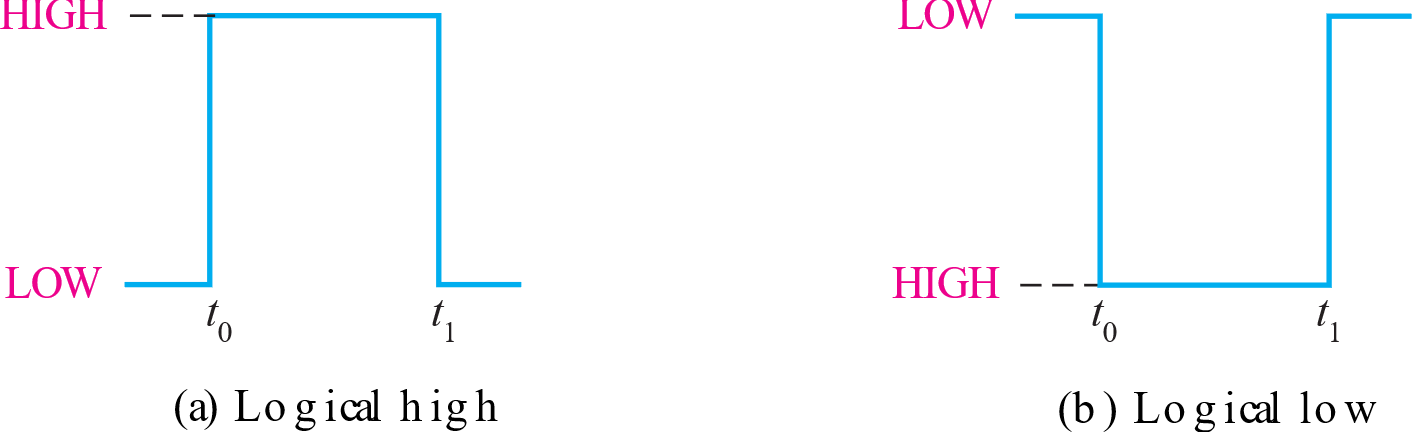 HIGH
LOW
t0 t1
(a) Logical high
LOW
HIGH
t0 t1
(b) Logical low